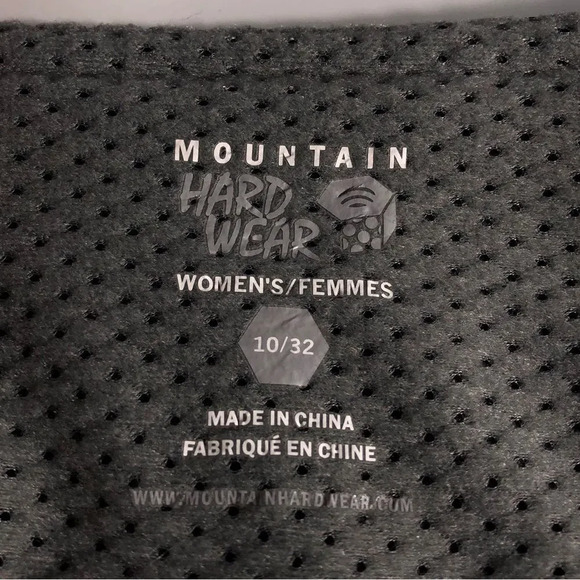 MOUNTAIN
HARD
WEAR
WOMEN'S/FEMMES
10/32
MADE IN CHINA
FABRIQUÉ EN CHINE
WWW.MOUNTAINHARDWEAR.COM